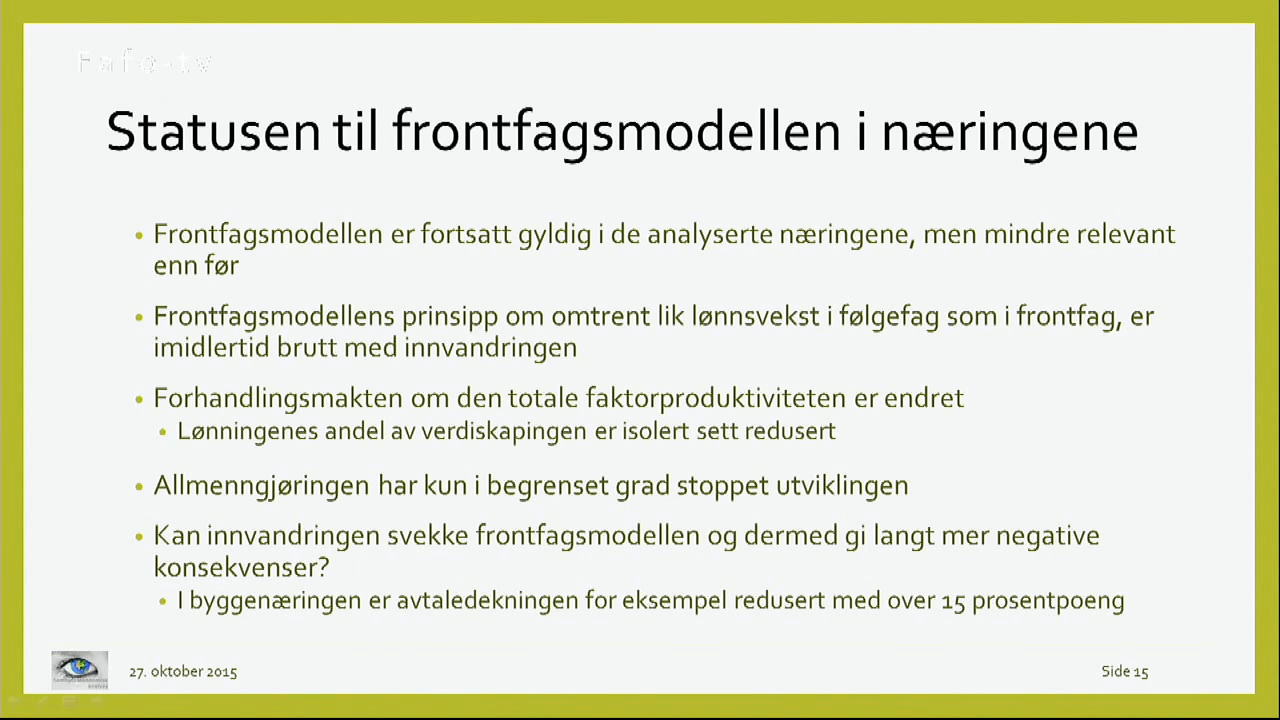 Fafo-tv
Statusen til frontfagsmodellen i næringene
• Frontfagsmodellen er fortsatt gyldig i de analyserte næringene, men mindre relevant
enn før
• Frontfagsmodellens prinsipp om omtrent lik lønnsvekst i følgefag som i frontfag, er
imidlertid brutt med innvandringen
• Forhandlingsmakten om den totale faktorproduktiviteten er endret
• Lønningenes andel av verdiskapingen er isolert sett redusert
• Allmenngjøringen har kun i begrenset grad stoppet utviklingen
• Kan innvandringen svekke frontfagsmodellen og dermed gi langt mer negative
konsekvenser?
• I byggenæringen er avtaledekningen for eksempel redusert med over 15 prosentpoeng
27. oktober 2015
Side 15